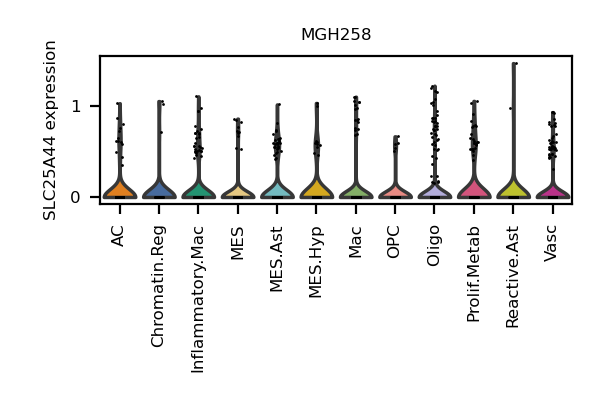 MGH258
SLC25A44 expression
1
0
AC
Chromatin.Reg
Inflammatory.Mac
MES
MES.Ast
MES.Hyp
Mac
OPC
Oligo
Prolif.Metab
Reactive.Ast
Vasc